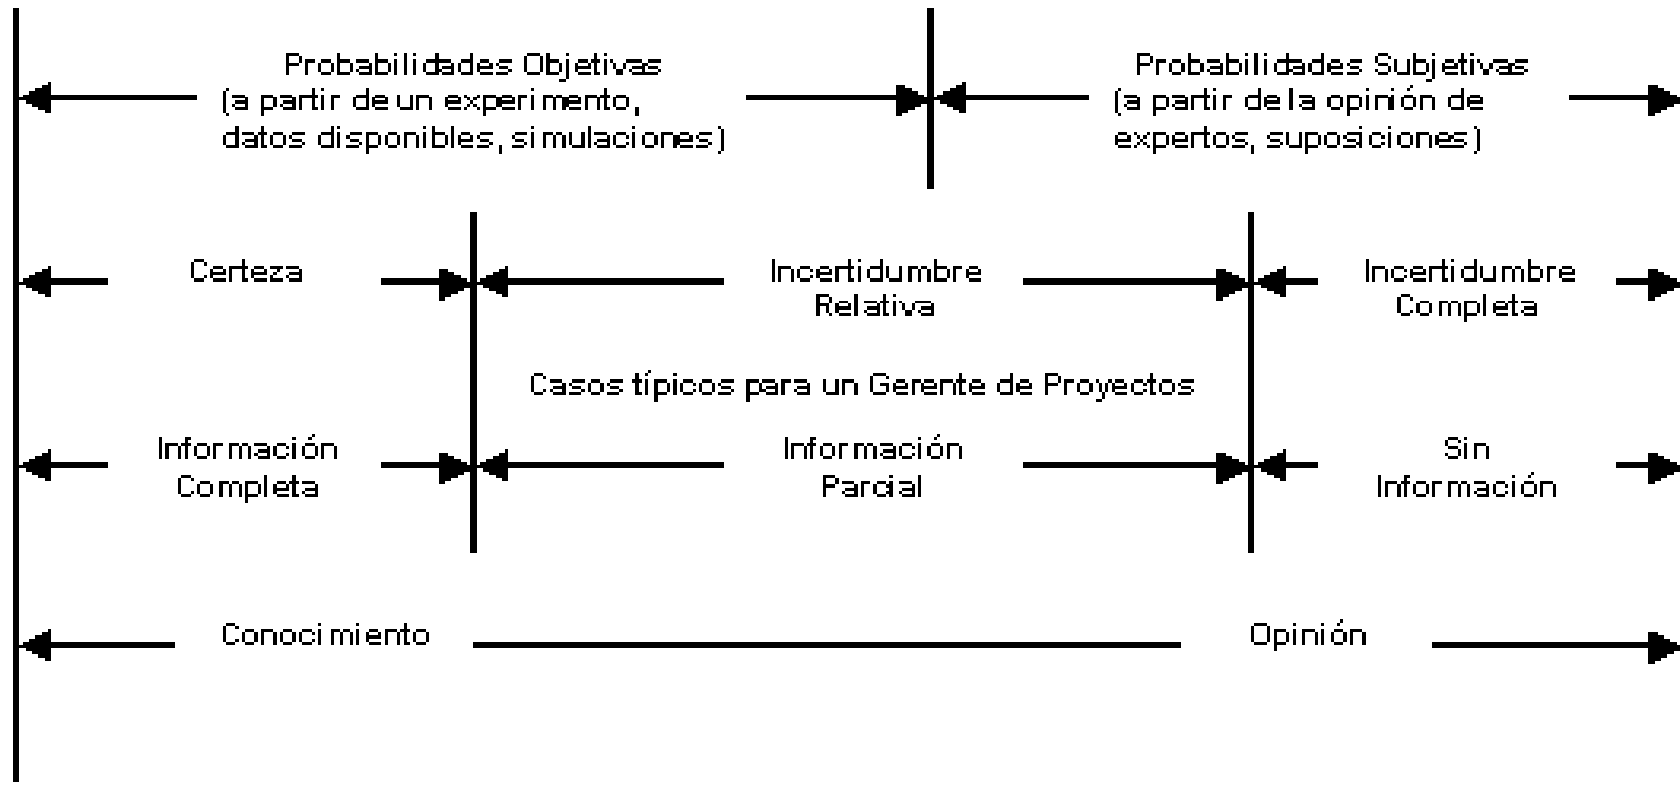 Probabilidades Objetivas
(a partir de un experimento,
datos disponibles, simulaciones)
Probabilidades Subjetivas
(a partir de la opinión de
expertos, suposiciones)
Certeza
Incertidumbre
Relativa
Incertidumbre
Completa
Casos típicos para un Gerente de Proyectos
Información
Completa
Información
Parcial
Sin
Información
Conocimiento
Opinión